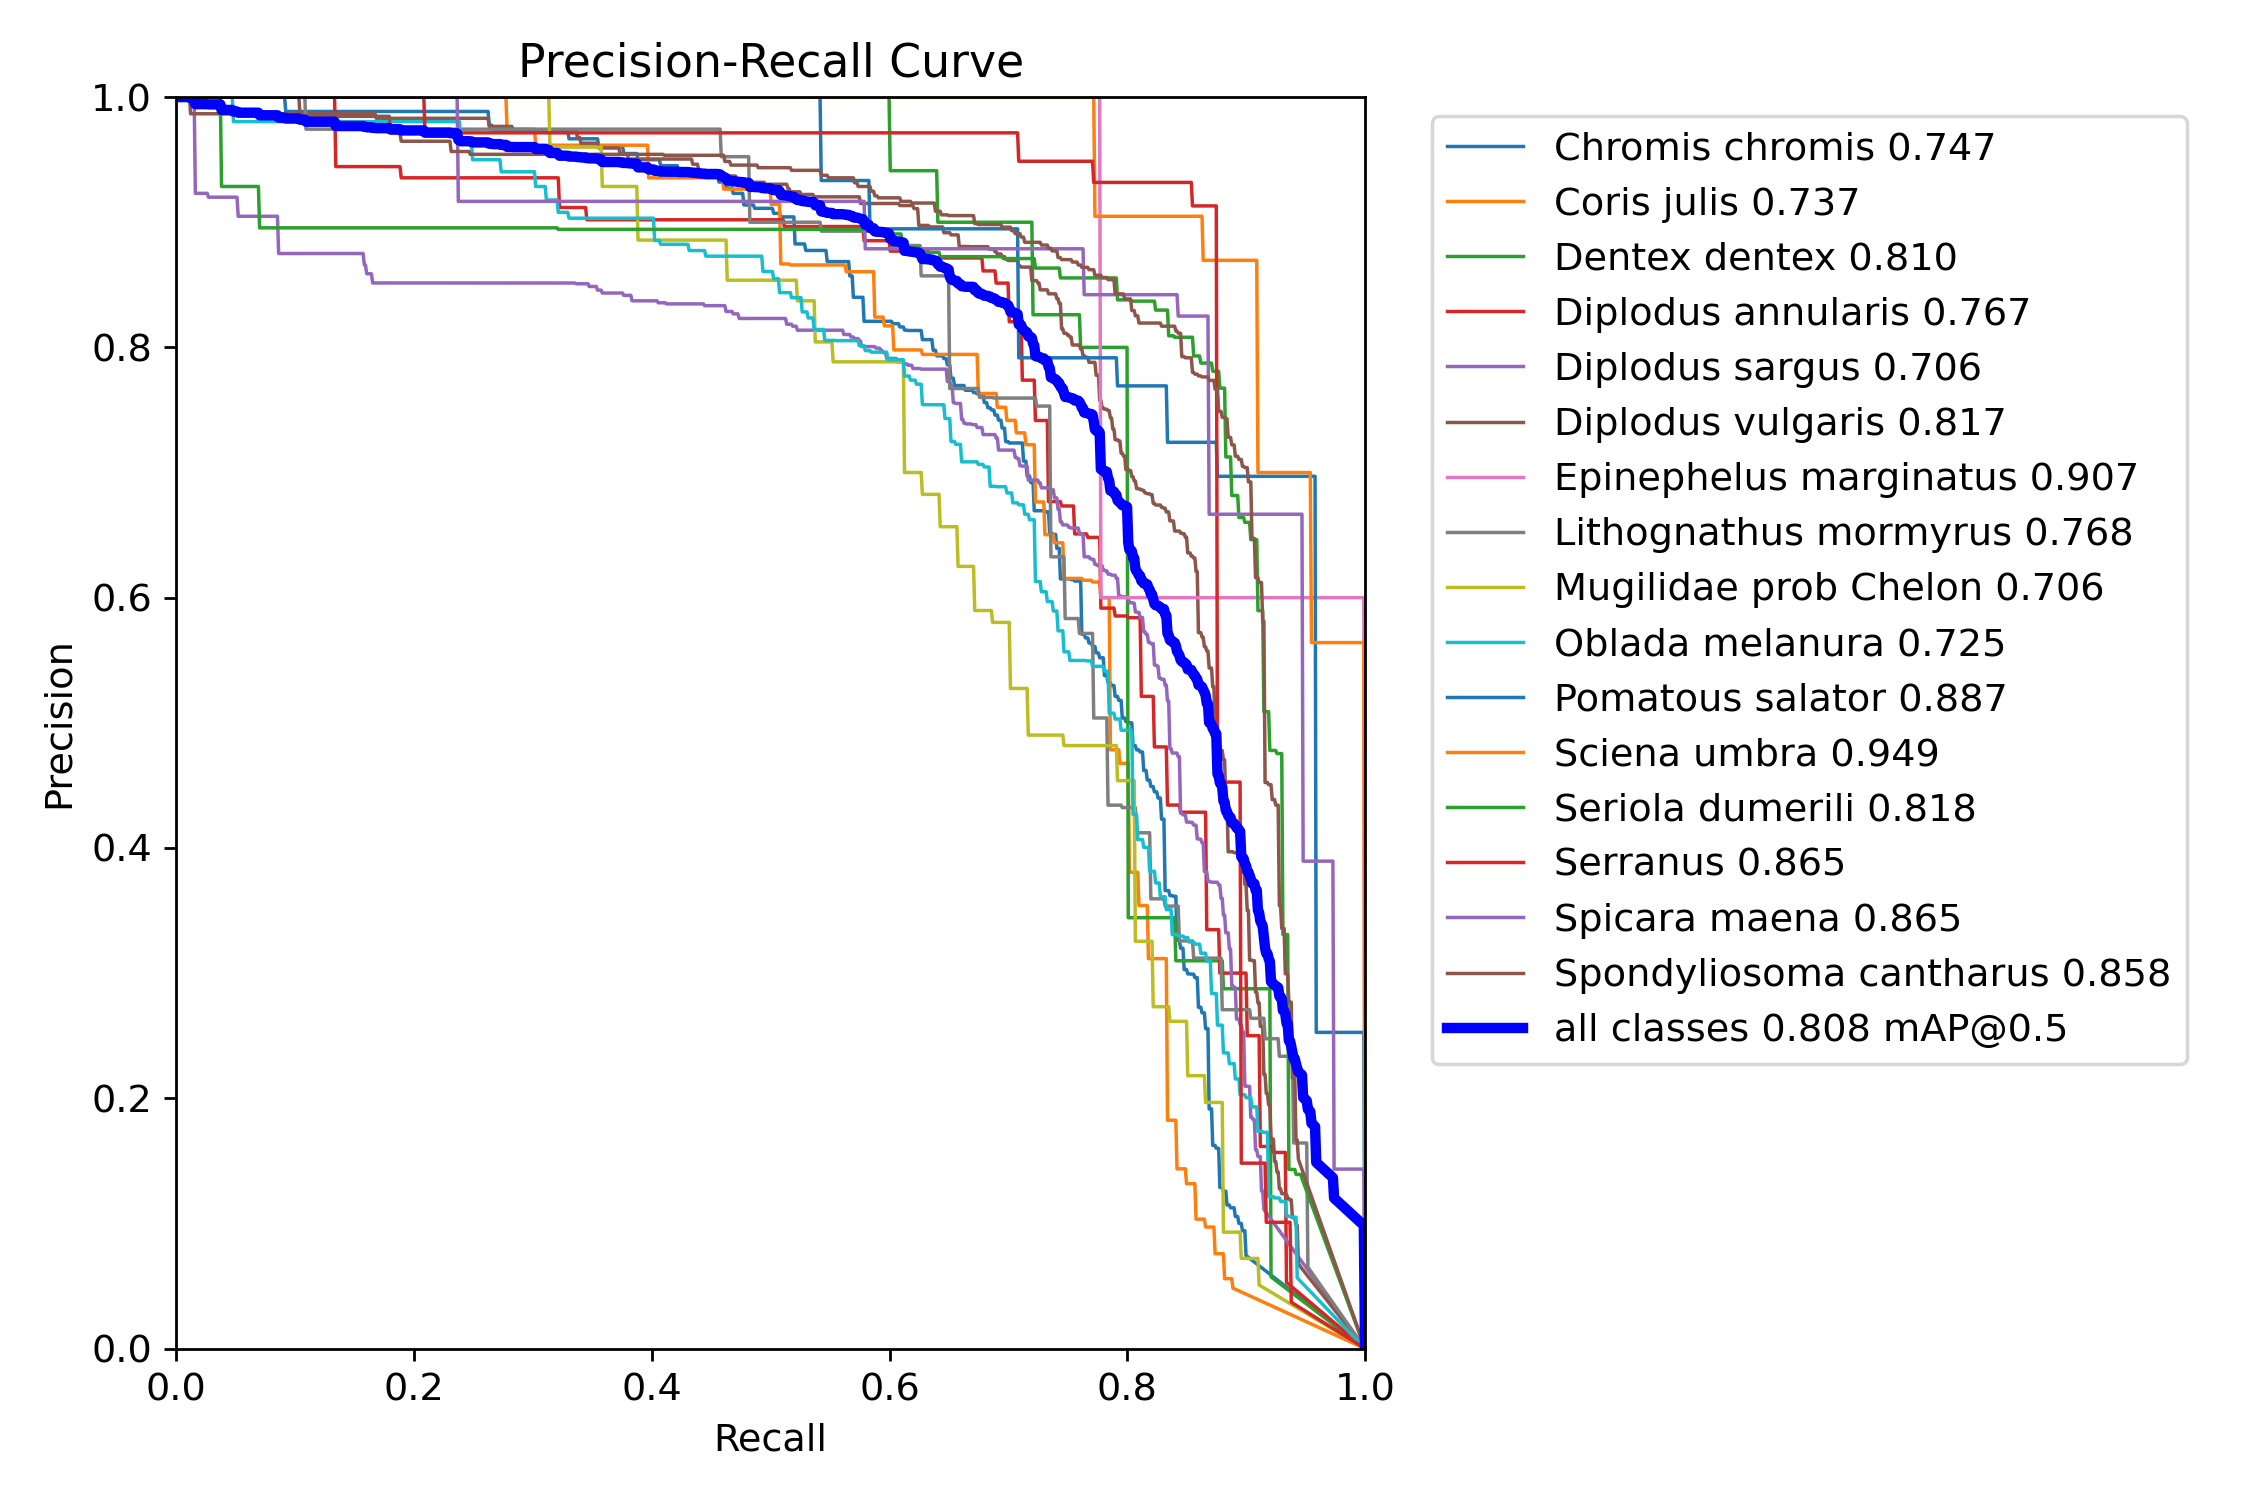 Precision-Recall Curve
1.0
0.8
0.6
0.4
0.2
0.0
Precision
0.0 0.2 0.4 0.6 0.8 1.0
Recall
Chromis chromis 0.747
Coris julis 0.737
Dentex dentex 0.810
Diplodus annularis 0.767
Diplodus sargus 0.706
Diplodus vulgaris 0.817
Epinephelus marginatus 0.907
Lithognathus mormyrus 0.768
Mugilidae prob Chelon 0.706
Oblada melanura 0.725
Pomatous salator 0.887
Sciena umbra 0.949
Seriola dumerili 0.818
Serranus 0.865
Spicara maena 0.865
Spondyliosoma cantharus 0.858
all classes 0.808 mAP@0.5